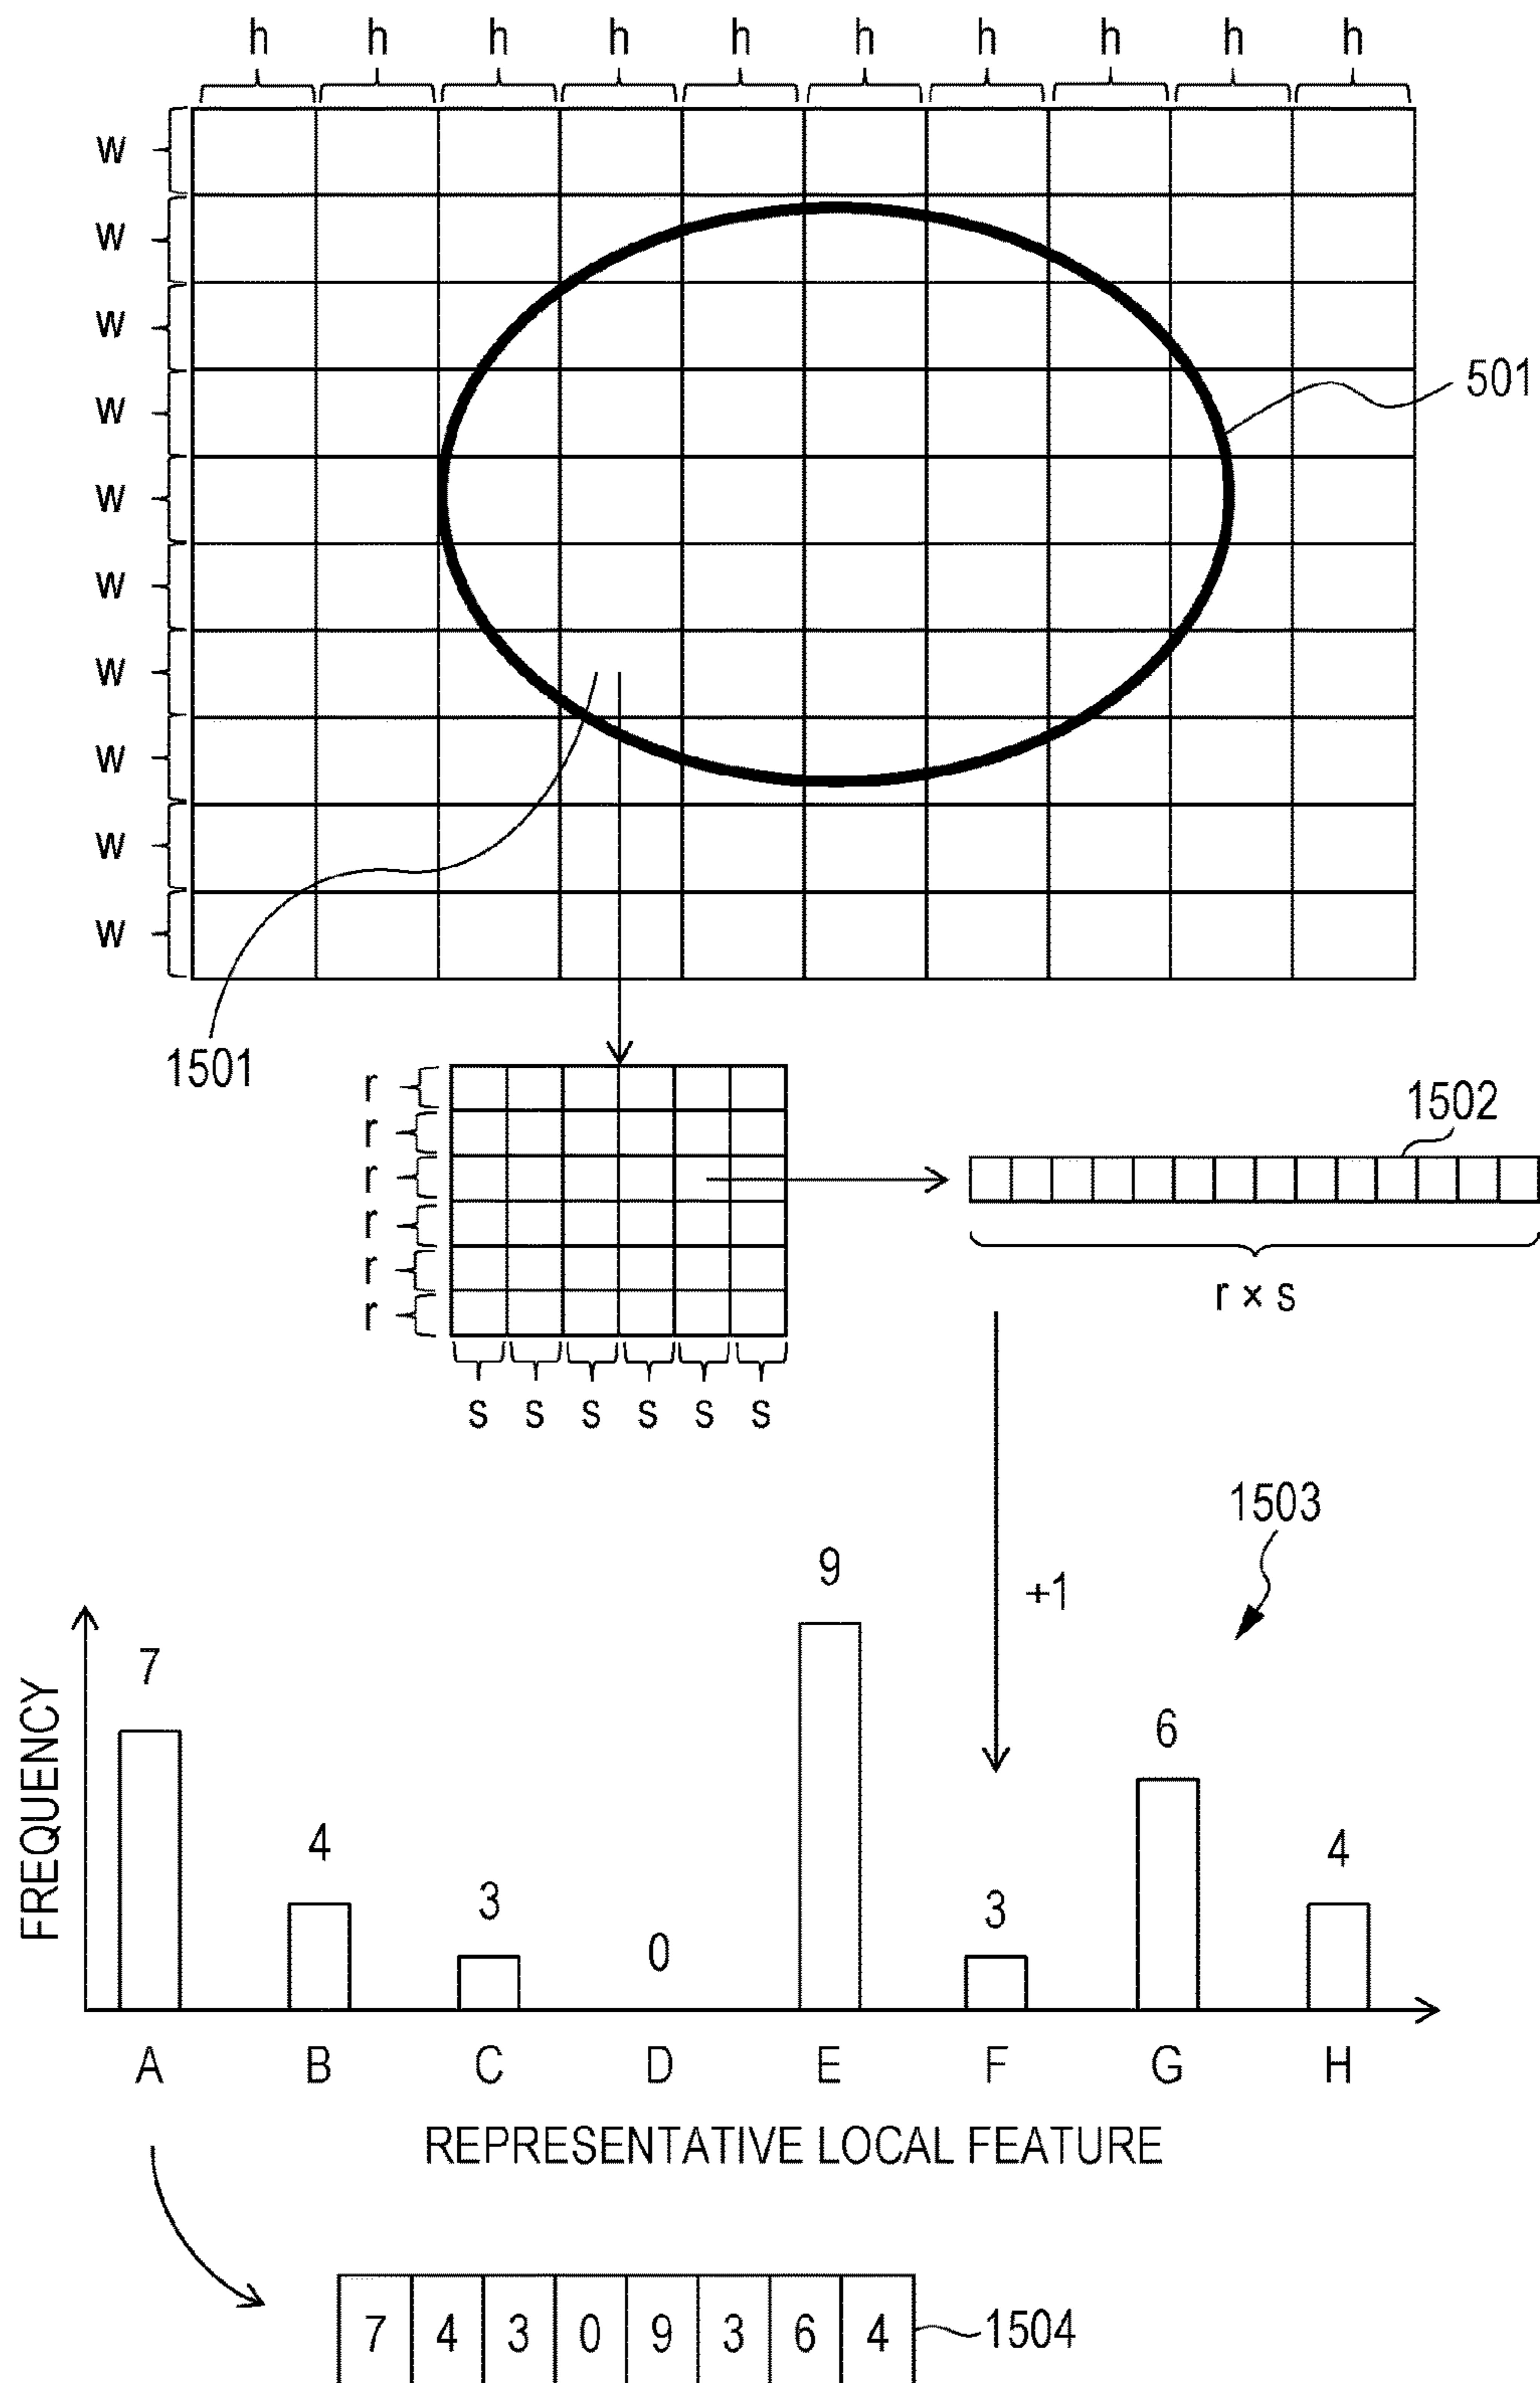 h h h h h h h h h h
w
w
w
w
501
w
w
w
w
w
w
1501
r
r
r
r
r
r
s s s s s s
1502
r × s
1503
+1
FREQUENCY
7 4 3 0 9 3 6 4
A B C D E F G H
REPRESENTATIVE LOCAL FEATURE
7 4 3 0 9 3 6 4
1504